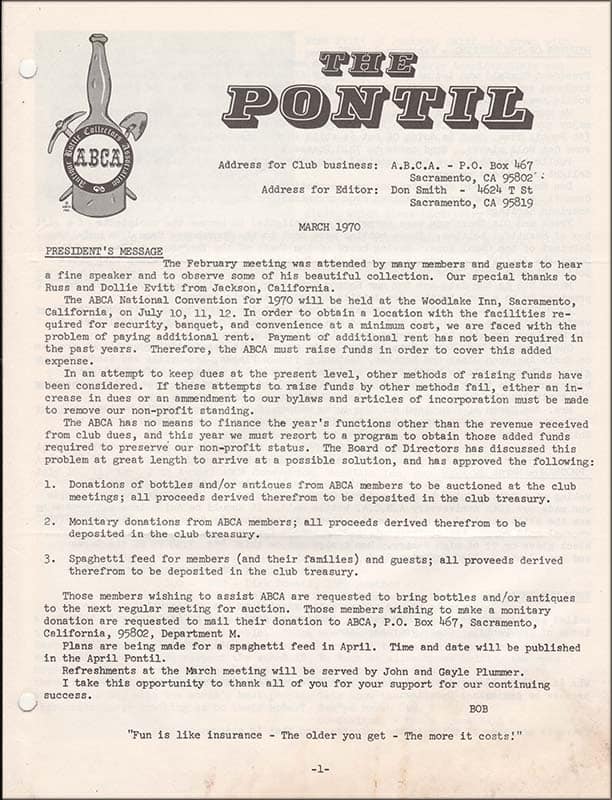 THE
PONTIL
Antique Bottle Collectors Association
ABCA
Address for Club business: A.B.C.A. - P.O. Box 467
Sacramento, CA 95802
Address for Editor: Don Smith - 4624 T St
Sacramento, CA 95819
MARCH 1970
PRESIDENT'S MESSAGE
The February meeting was attended by many members and guests to hear
a fine speaker and to observe some of his beautiful collection. Our special thanks to
Russ and Dollie Evitt from Jackson, California.
The ABCA National Convention for 1970 will be held at the Woodlake Inn, Sacramento,
California, on July 10, 11, 12. In order to obtain a location with the facilities re-
quired for security, banquet, and convenience at a minimum cost, we are faced with the
problem of paying additional rent. Payment of additional rent has not been required in
the past years. Therefore, the ABCA must raise funds in order to cover this added
expense.
In an attempt to keep dues at the present level, other methods of raising funds have
been considered. If these attempts to raise funds by other methods fail, either an in-
crease in dues or an ammendment to our bylaws and articles of incorporation must be made
to remove our non-profit standing.
The ABCA has no means to finance the year's functions other than the revenue received
from club dues, and this year we must resort to a program to obtain those added funds
required to preserve our non-profit status. The Board of Directors has discussed this
problem at great length to arrive at a possible solution, and has approved the following:
1. Donations of bottles and/or antioues from ABCA members to be auctioned at the club
meetings; all proceeds derived therefrom to be deposited in the club treasury.
2. Monitary donations from ABCA members; all proceeds derived therefrom to be
deposited in the club treasury.
3. Spaghetti feed for members (and their families) and guests; all proveeds derived
therefrom to be deposited in the club treasury.
Those members wishing to assist ABCA are requested to bring bottles and/or antiques
to the next regular meeting for auction. Those members wishing to make a monitary
donation are requested to mail their donation to ABCA, P.O. Box 467, Sacramento,
California, 95802, Department M.
Plans are being made for a spaghetti feed in April. Time and date will be published
in the April Pontil.
Refreshments at the March meeting will be served by John and Gayle Plummer.
I take this opportunity to thank all of you for your support for our continuing
success.
BOB
"Fun is like insurance - The older you get - The more it costs!"
-1-